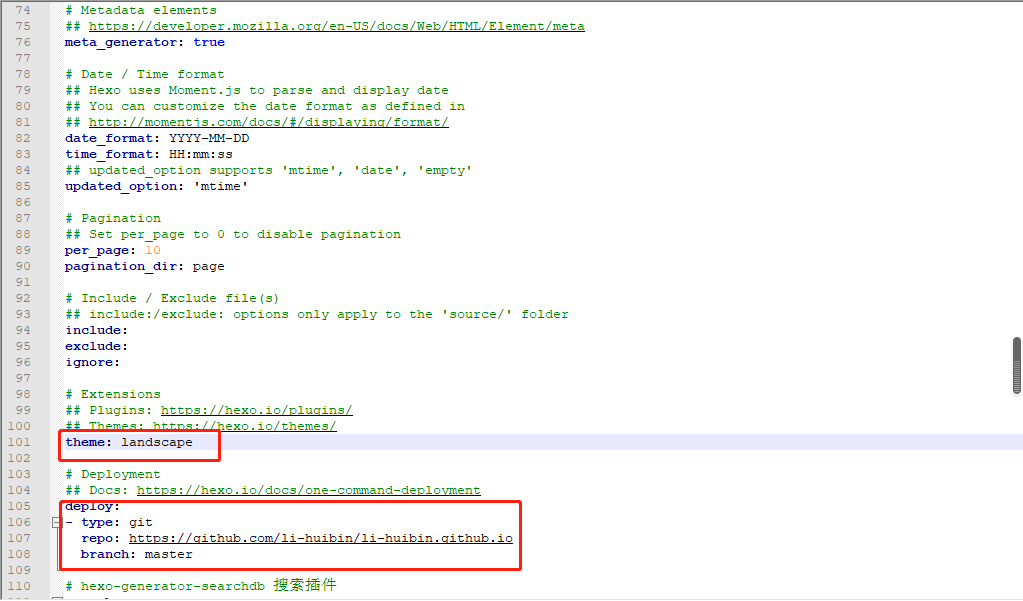 74 # Metadata elements
75 ## https://developer.mozilla.org/en-US/docs/Web/HTML/Element/meta
76 meta_generator: true
77
78 # Date / Time format
79 ## Hexo uses Moment.js to parse and display date
80 ## You can customize the date format as defined in
81 ## http://momentjs.com/docs/#/displaying/format/
82 date_format: YYYY-MM-DD
83 time_format: HH:mm:ss
84 ## updated_option supports 'mtime', 'date', 'empty'
85 updated_option: 'mtime'
86
87 # Pagination
88 ## Set per_page to 0 to disable pagination
89 per_page: 10
90 pagination_dir: page
91
92 # Include / Exclude file(s)
93 ## include:/exclude: options only apply to the 'source/' folder
94 include:
95 exclude:
96 ignore:
97
98 # Extensions
99 ## Plugins: https://hexo.io/plugins/
100 ## Themes: https://hexo.io/themes/
101 theme: landscape
102
103 # Deployment
104 ## Docs: https://hexo.io/docs/one-command-deployment
105 deploy:
106 - type: git
107 repo: https://github.com/li-huibin/li-huibin.github.io
108 branch: master
109
110 # hexo-generator-searchdb 搜索插件